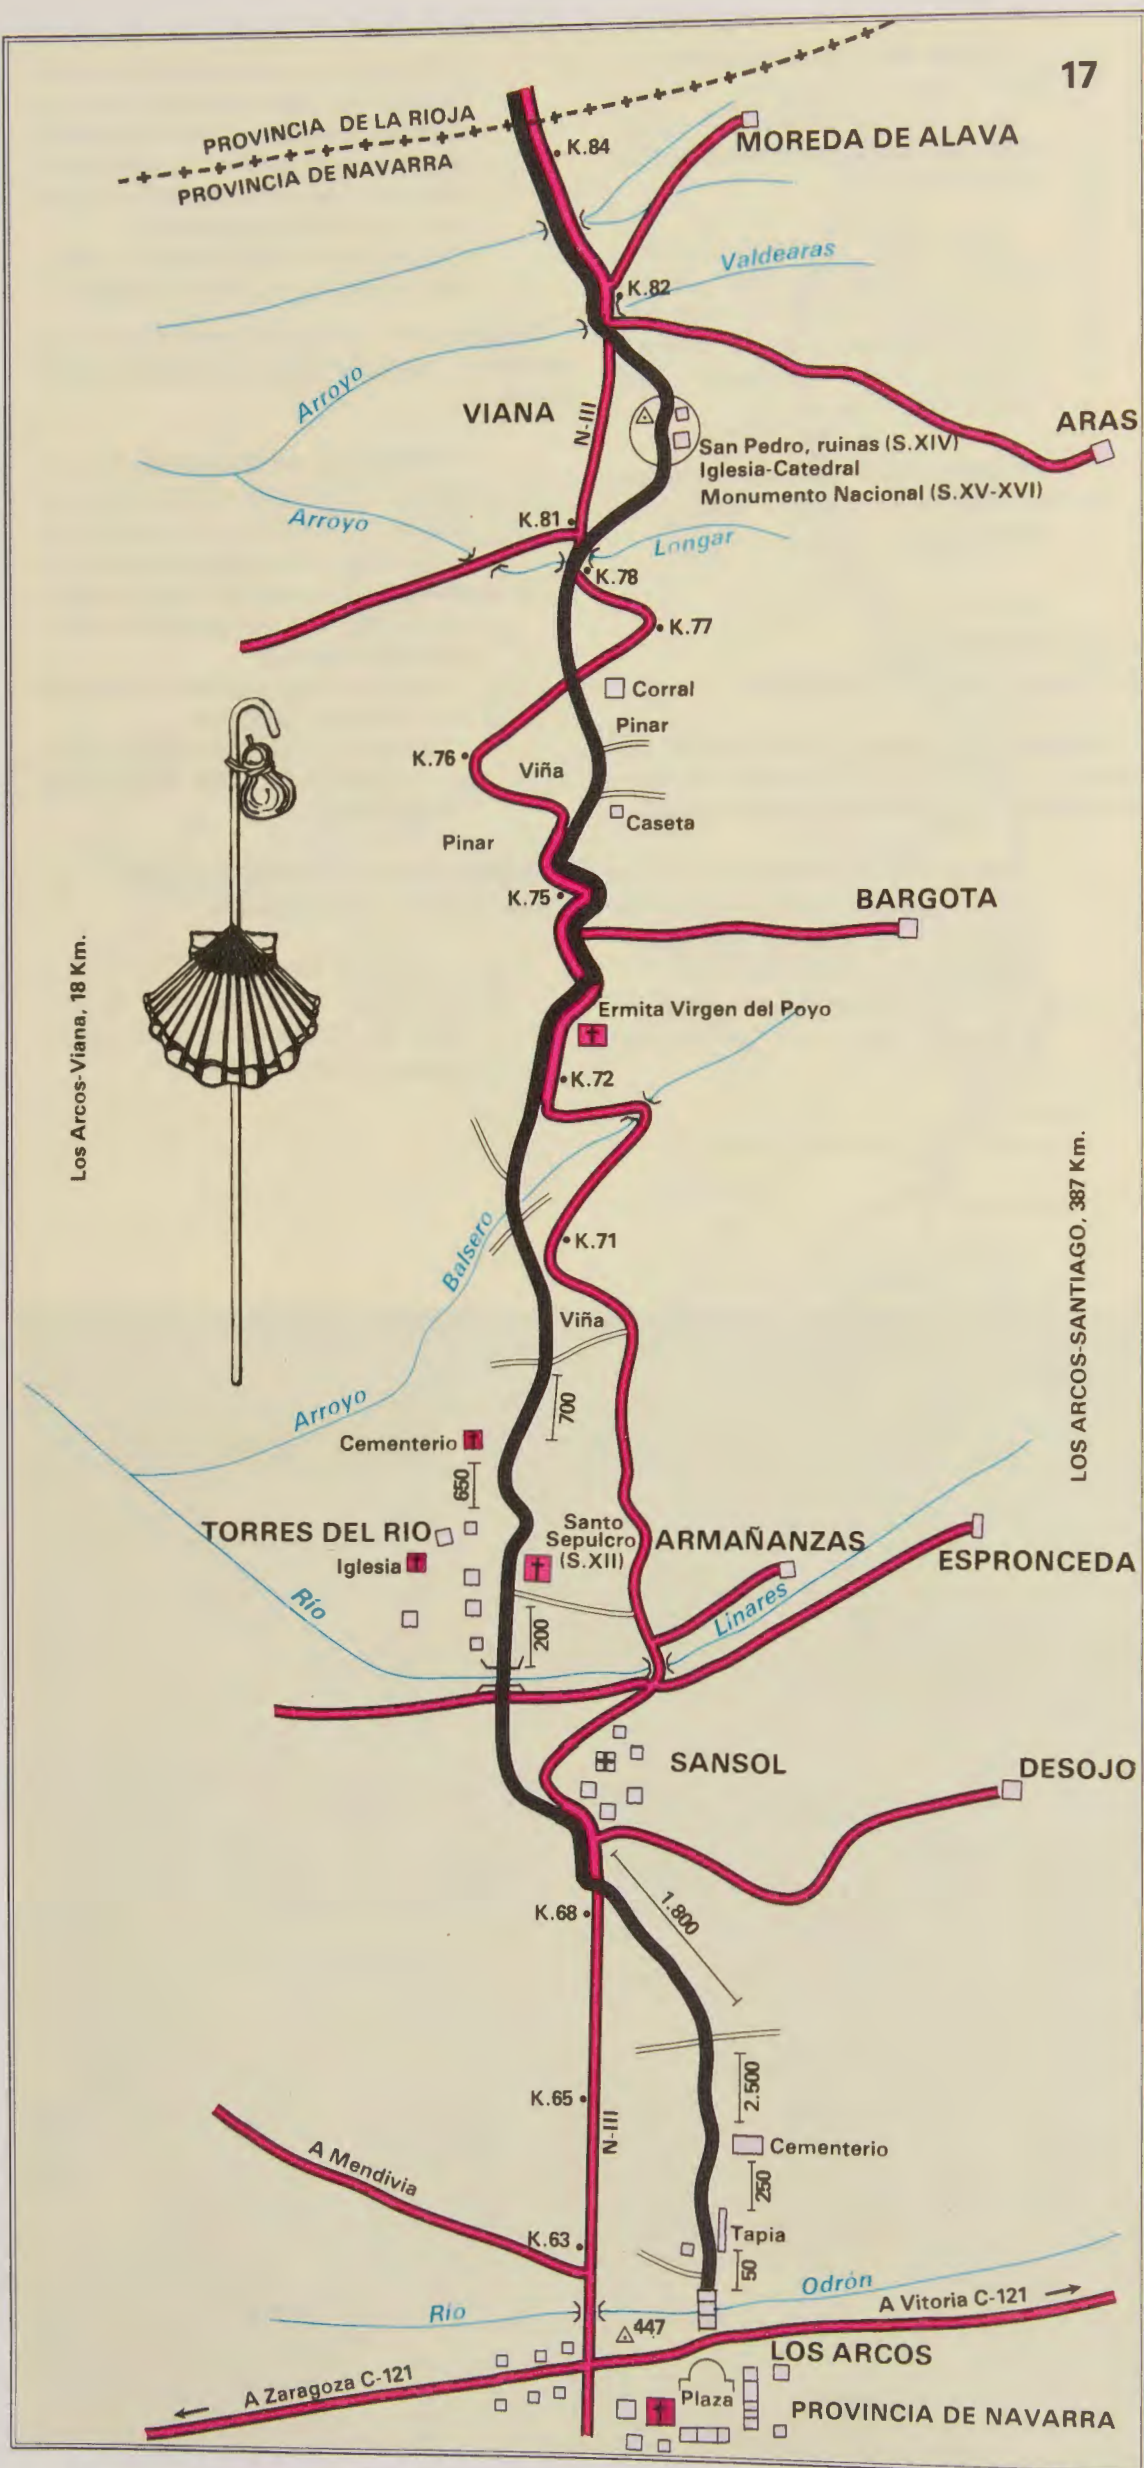 17
PROVINCIA DE LA RIOJA
PROVINCIA DE NAVARRA
K.84
MOREDA DE ALAVA
Valdearas
K.82
Arroyo
VIANA
N-III
ARAS
San Pedro, ruinas (S.XIV)
Iglesia-Catedral
Monumento Nacional (S.XV-XVI)
K.81
Arroyo
Longar
K.78
K.77
Corral
Pinar
K.76
Viña
Caseta
Pinar
K.75
BARGOTA
Los Arcos-Viana, 18 Km.
Ermita Virgen del Poyo
K.72
LOS ARCOS-SANTIAGO, 387 Km.
Balsero
K.71
Viña
700
Arroyo
Cementerio
650
TORRES DEL RIO
Santo
Sepulcro
(S.XII)
ARMAÑANZAS
Iglesia
ESPRONCEDA
Río
Linares
200
SANSOL
DESOJO
1.800
K.68
2.500
K.65
N-III
Cementerio
A Mendivia
250
K.63
Tapia
50
Odrón
Río
A Vitoria C-121
447
LOS ARCOS
A Zaragoza C-121
Plaza
PROVINCIA DE NAVARRA